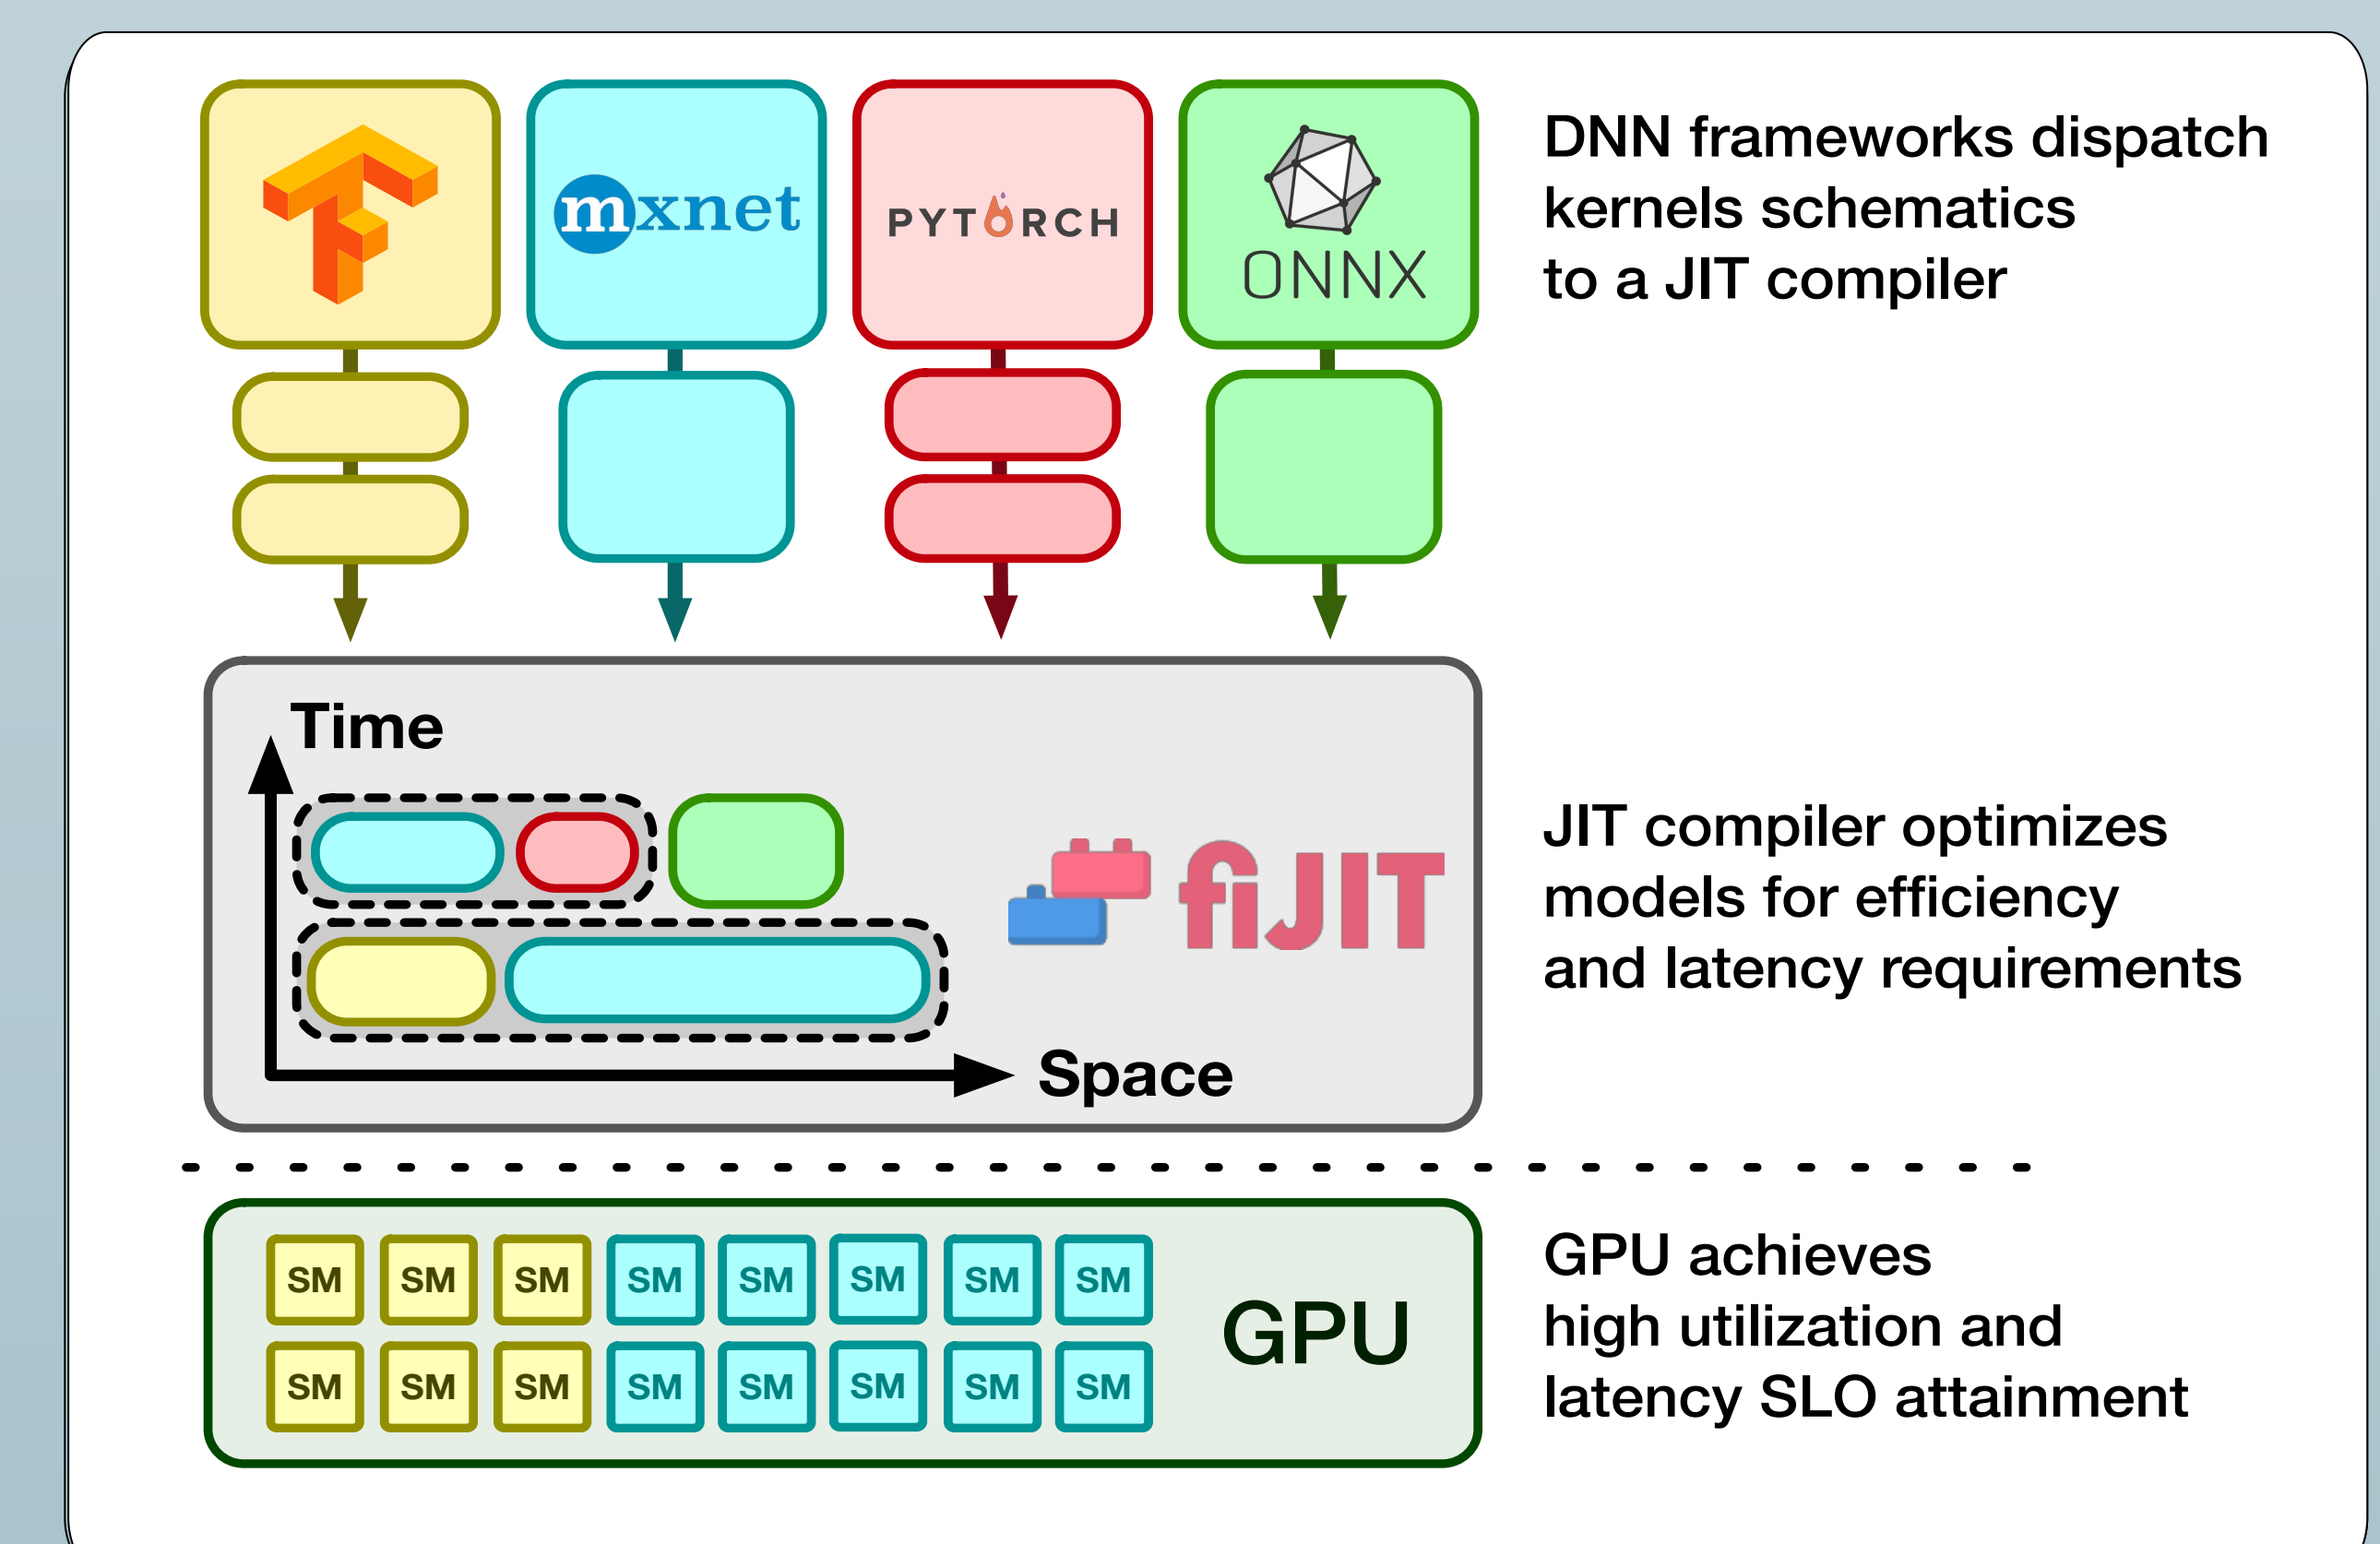 mxnet
PYTORCH
ONNX
DNN frameworks dispatch
kernels schematics
to a JIT compiler
Time
Space
fiJIT
JIT compiler optimizes
models for efficiency
and latency requirements
SM SM SM SM SM SM SM SM
SM SM SM SM SM SM SM SM
GPU
GPU achieves
high utilization and
latency SLO attainment